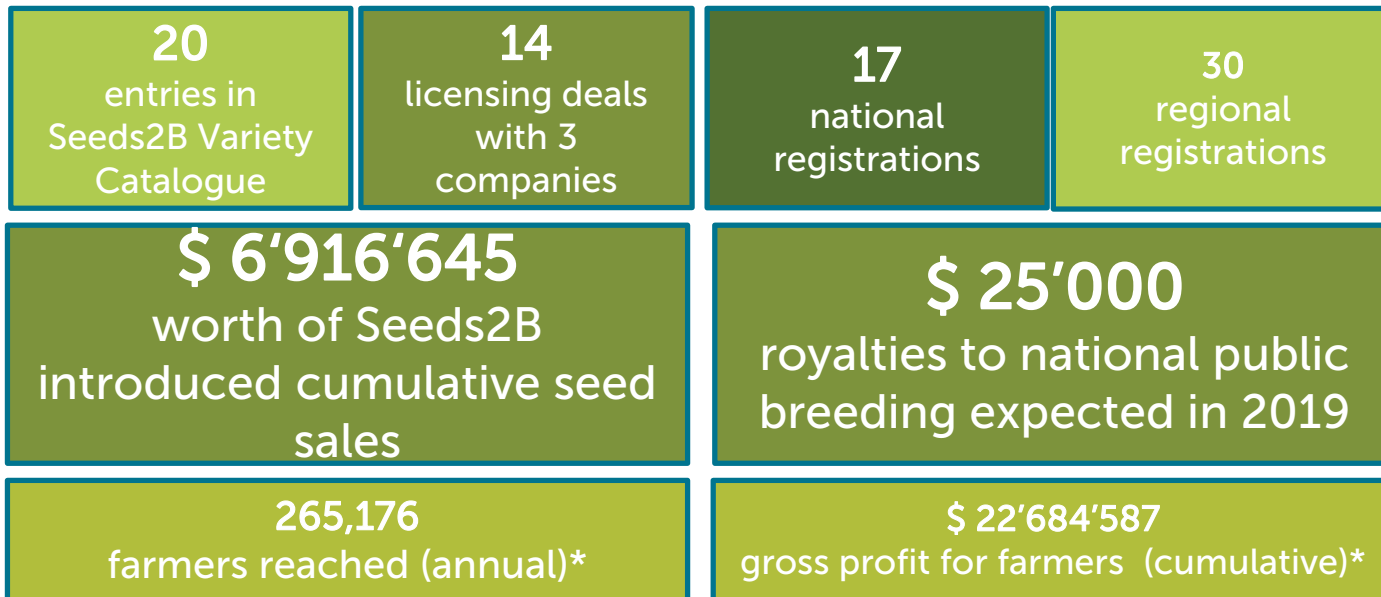 20
entries in
Seeds2B Variety
Catalogue
14
licensing deals
with 3
companies
17
national
registrations
30
regional
registrations
$ 6‘916‘645
worth of Seeds2B
introduced cumulative seed
sales
$ 25’000
royalties to national public
breeding expected in 2019
265,176
farmers reached (annual)*
$ 22’684’587
gross profit for farmers (cumulative)*